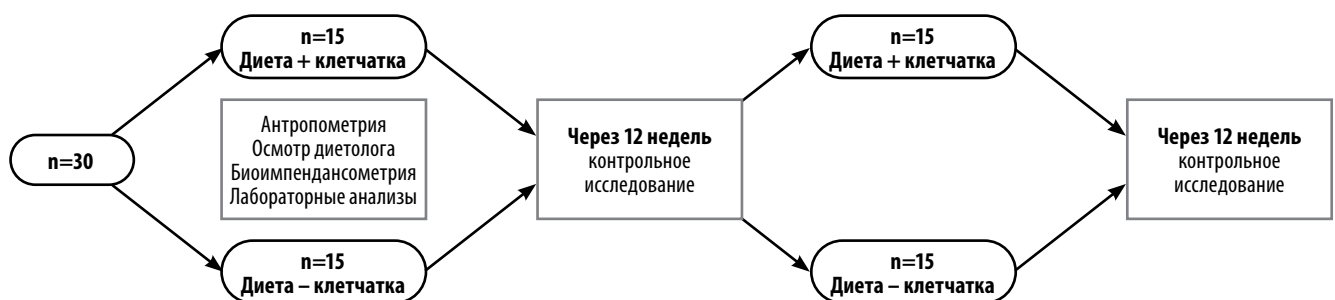 n=30
n=15
Диета + клетчатка
Антропометрия
Осмотр диетолога
Биоимпендансометрия
Лабораторные анализы
n=15
Диета – клетчатка
Через 12 недель
контрольное
исследование
n=15
Диета + клетчатка
n=15
Диета – клетчатка
Через 12 недель
контрольное
исследование